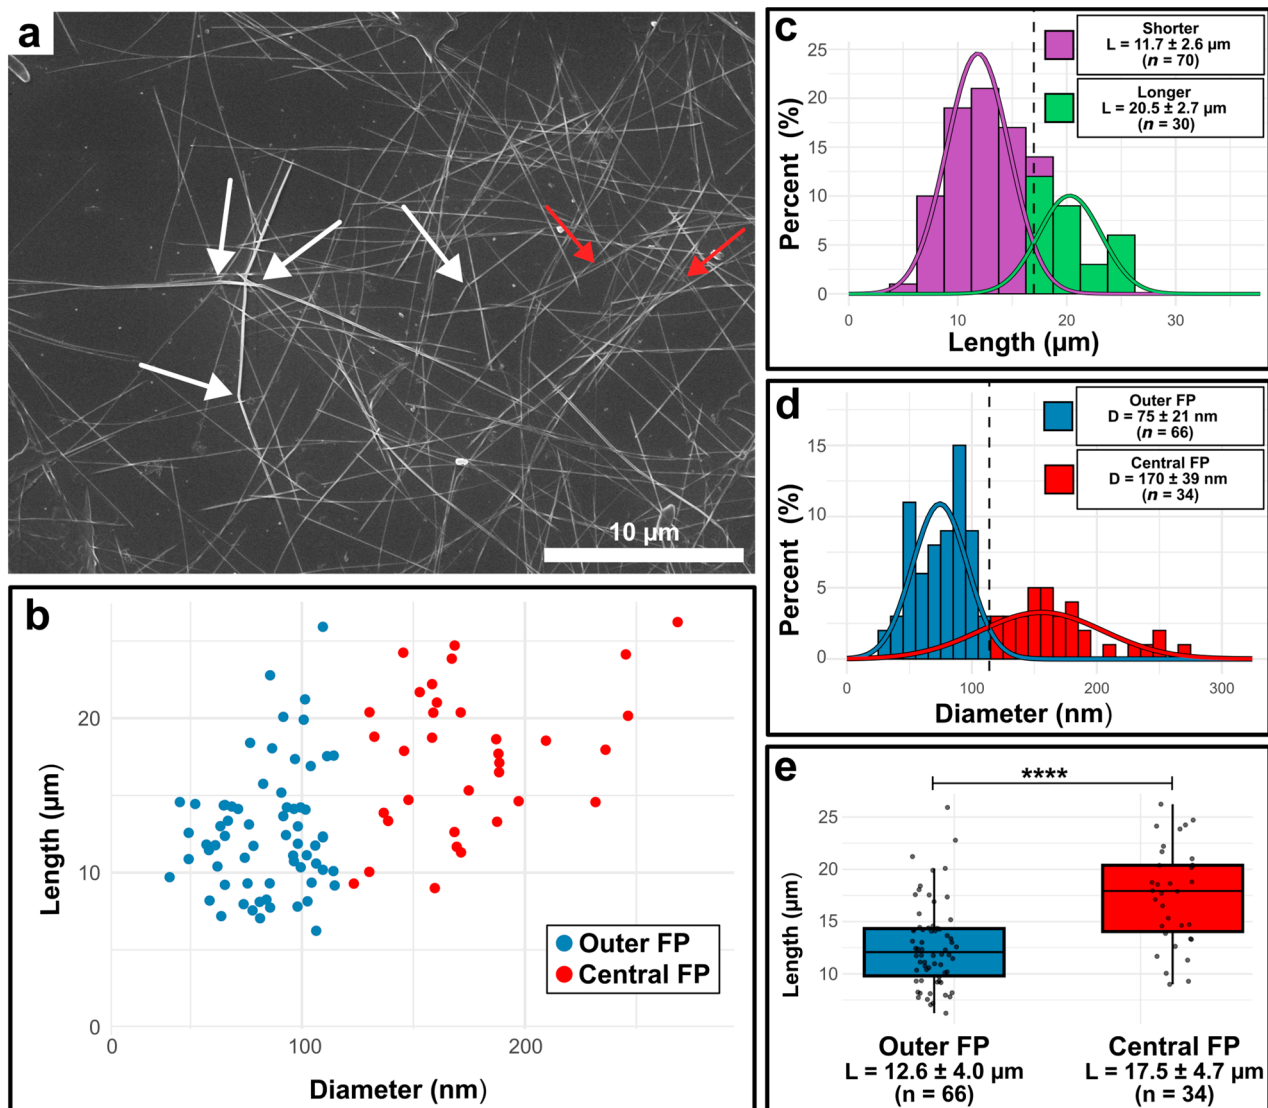 a
10 µm
b
20
10
0
0
100
200
Length (µm)
Diameter (nm)
Outer FP
Central FP
c
Shorter
L = 11.7 ± 2.6 µm
(n = 70)
Longer
L = 20.5 ± 2.7 µm
(n = 30)
25
20
15
10
5
0
0
10
20
30
Percent (%)
Length (µm)
d
Outer FP
D = 75 ± 21 nm
(n = 66)
Central FP
D = 170 ± 39 nm
(n = 34)
15
10
5
0
0
100
200
300
Percent (%)
Diameter (nm)
e
****
25
20
15
10
Length (µm)
Outer FP
L = 12.6 ± 4.0 µm
(n = 66)
Central FP
L = 17.5 ± 4.7 µm
(n = 34)